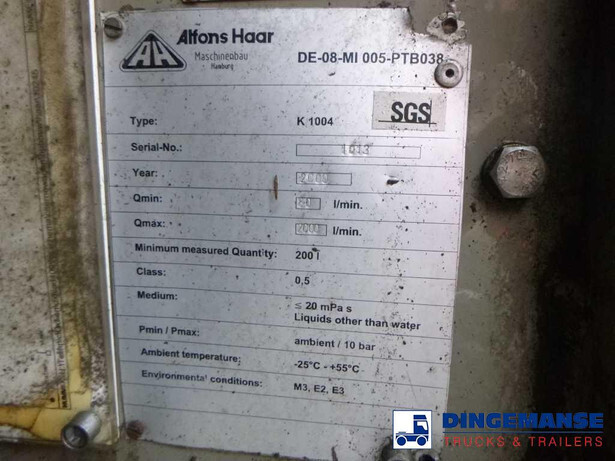 Alfons Haar
Maschinenbau
Hamburg
DE-08-MI 005-PTB038
SGS
Type: K 1004
Serial-No.: 1013
Year:
Qmin: l/min.
Qmax: 2000 l/min.
Minimum measured Quantity: 200 l
Class: 0,5
Medium: ≤ 20 mPa s
Liquids other than water
Pmin / Pmax: ambient / 10 bar
Ambient temperature: -25°C - +55°C
Environmental conditions: M3, E2, E3
DINGEMANSE
TRUCKS & TRAILERS